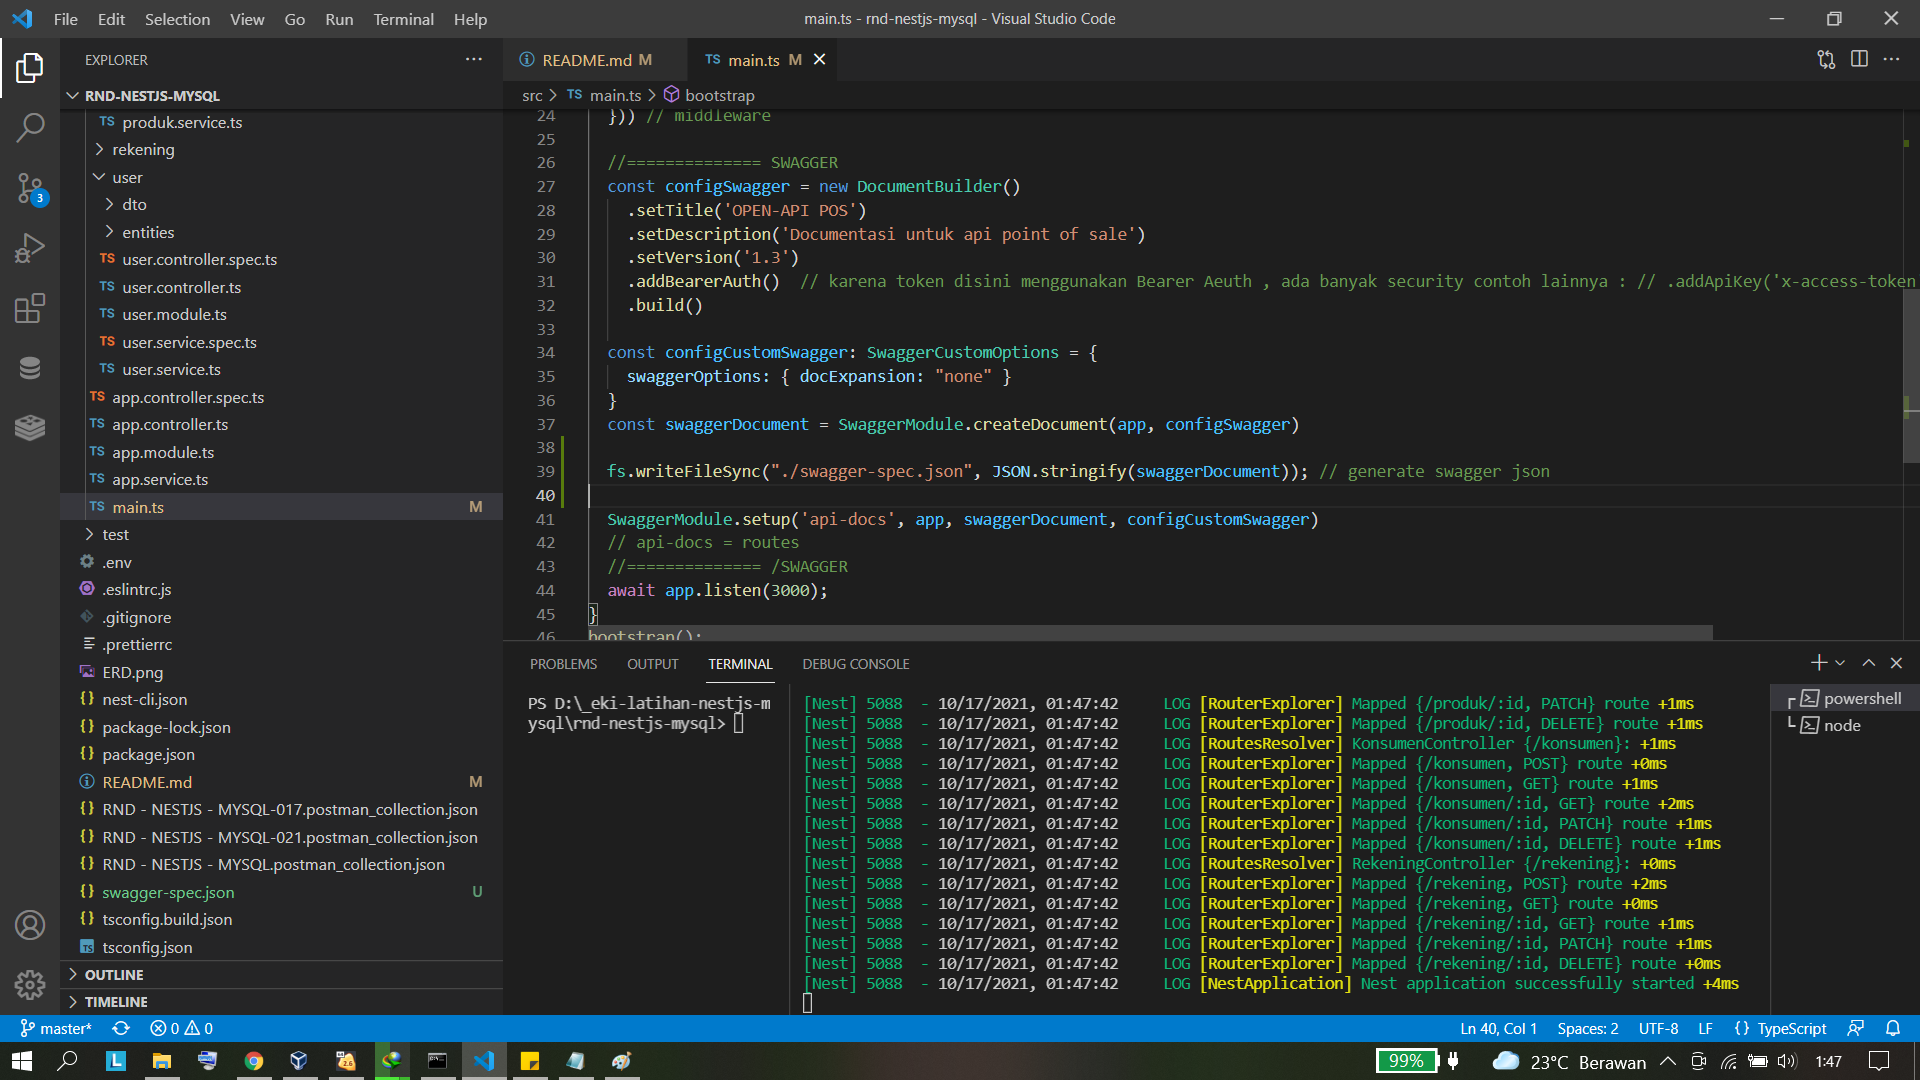 File Edit Selection View Go Run Terminal Help
main.ts - rnd-nestjs-mysql - Visual Studio Code
EXPLORER
RND-NESTJS-MYSQL
TS produk.service.ts
rekening
user
dto
entities
TS user.controller.spec.ts
TS user.controller.ts
TS user.module.ts
TS user.service.spec.ts
TS user.service.ts
TS app.controller.spec.ts
TS app.controller.ts
TS app.module.ts
TS app.service.ts
TS main.ts M
test
.env
.eslintrc.js
.gitignore
.prettierrc
ERD.png
{} nest-cli.json
{} package-lock.json
{} package.json
README.md M
{} RND - NESTJS - MYSQL-017.postman_collection.json
{} RND - NESTJS - MYSQL-021.postman_collection.json
{} RND - NESTJS - MYSQL.postman_collection.json
{} swagger-spec.json U
{} tsconfig.build.json
TS tsconfig.json
OUTLINE
TIMELINE
3
README.md M
TS main.ts M
src > TS main.ts > bootstrap
24 })) // middleware
25
26 //============== SWAGGER
27 const configSwagger = new DocumentBuilder()
28 .setTitle('OPEN-API POS')
29 .setDescription('Documentasi untuk api point of sale')
30 .setVersion('1.3')
31 .addBearerAuth() // karena token disini menggunakan Bearer Aeuth , ada banyak security contoh lainnya : // .addApiKey('x-access-token
32 .build()
33
34 const configCustomSwagger: SwaggerCustomOptions = {
35 swaggerOptions: { docExpansion: "none" }
36 }
37 const swaggerDocument = SwaggerModule.createDocument(app, configSwagger)
38
39 fs.writeFileSync("./swagger-spec.json", JSON.stringify(swaggerDocument)); // generate swagger json
40
41 SwaggerModule.setup('api-docs', app, swaggerDocument, configCustomSwagger)
42 // api-docs = routes
43 //============== /SWAGGER
44 await app.listen(3000);
45 }
46 bootstrap();
PROBLEMS OUTPUT TERMINAL DEBUG CONSOLE
PS D:\_eki-latihan-nestjs-m
ysql\rnd-nestjs-mysql>
[Nest] 5088 - 10/17/2021, 01:47:42 LOG [RouterExplorer] Mapped {/produk/:id, PATCH} route +1ms
[Nest] 5088 - 10/17/2021, 01:47:42 LOG [RouterExplorer] Mapped {/produk/:id, DELETE} route +1ms
[Nest] 5088 - 10/17/2021, 01:47:42 LOG [RoutesResolver] KonsumenController {/konsumen}: +1ms
[Nest] 5088 - 10/17/2021, 01:47:42 LOG [RouterExplorer] Mapped {/konsumen, POST} route +0ms
[Nest] 5088 - 10/17/2021, 01:47:42 LOG [RouterExplorer] Mapped {/konsumen, GET} route +1ms
[Nest] 5088 - 10/17/2021, 01:47:42 LOG [RouterExplorer] Mapped {/konsumen/:id, GET} route +2ms
[Nest] 5088 - 10/17/2021, 01:47:42 LOG [RouterExplorer] Mapped {/konsumen/:id, PATCH} route +1ms
[Nest] 5088 - 10/17/2021, 01:47:42 LOG [RouterExplorer] Mapped {/konsumen/:id, DELETE} route +1ms
[Nest] 5088 - 10/17/2021, 01:47:42 LOG [RoutesResolver] RekeningController {/rekening}: +0ms
[Nest] 5088 - 10/17/2021, 01:47:42 LOG [RouterExplorer] Mapped {/rekening, POST} route +2ms
[Nest] 5088 - 10/17/2021, 01:47:42 LOG [RouterExplorer] Mapped {/rekening, GET} route +0ms
[Nest] 5088 - 10/17/2021, 01:47:42 LOG [RouterExplorer] Mapped {/rekening/:id, GET} route +1ms
[Nest] 5088 - 10/17/2021, 01:47:42 LOG [RouterExplorer] Mapped {/rekening/:id, PATCH} route +1ms
[Nest] 5088 - 10/17/2021, 01:47:42 LOG [RouterExplorer] Mapped {/rekening/:id, DELETE} route +0ms
[Nest] 5088 - 10/17/2021, 01:47:42 LOG [NestApplication] Nest application successfully started +4ms
powershell
node
master* 0 0
Ln 40, Col 1 Spaces: 2 UTF-8 LF {} TypeScript
L
99% 23°C Berawan 1:47